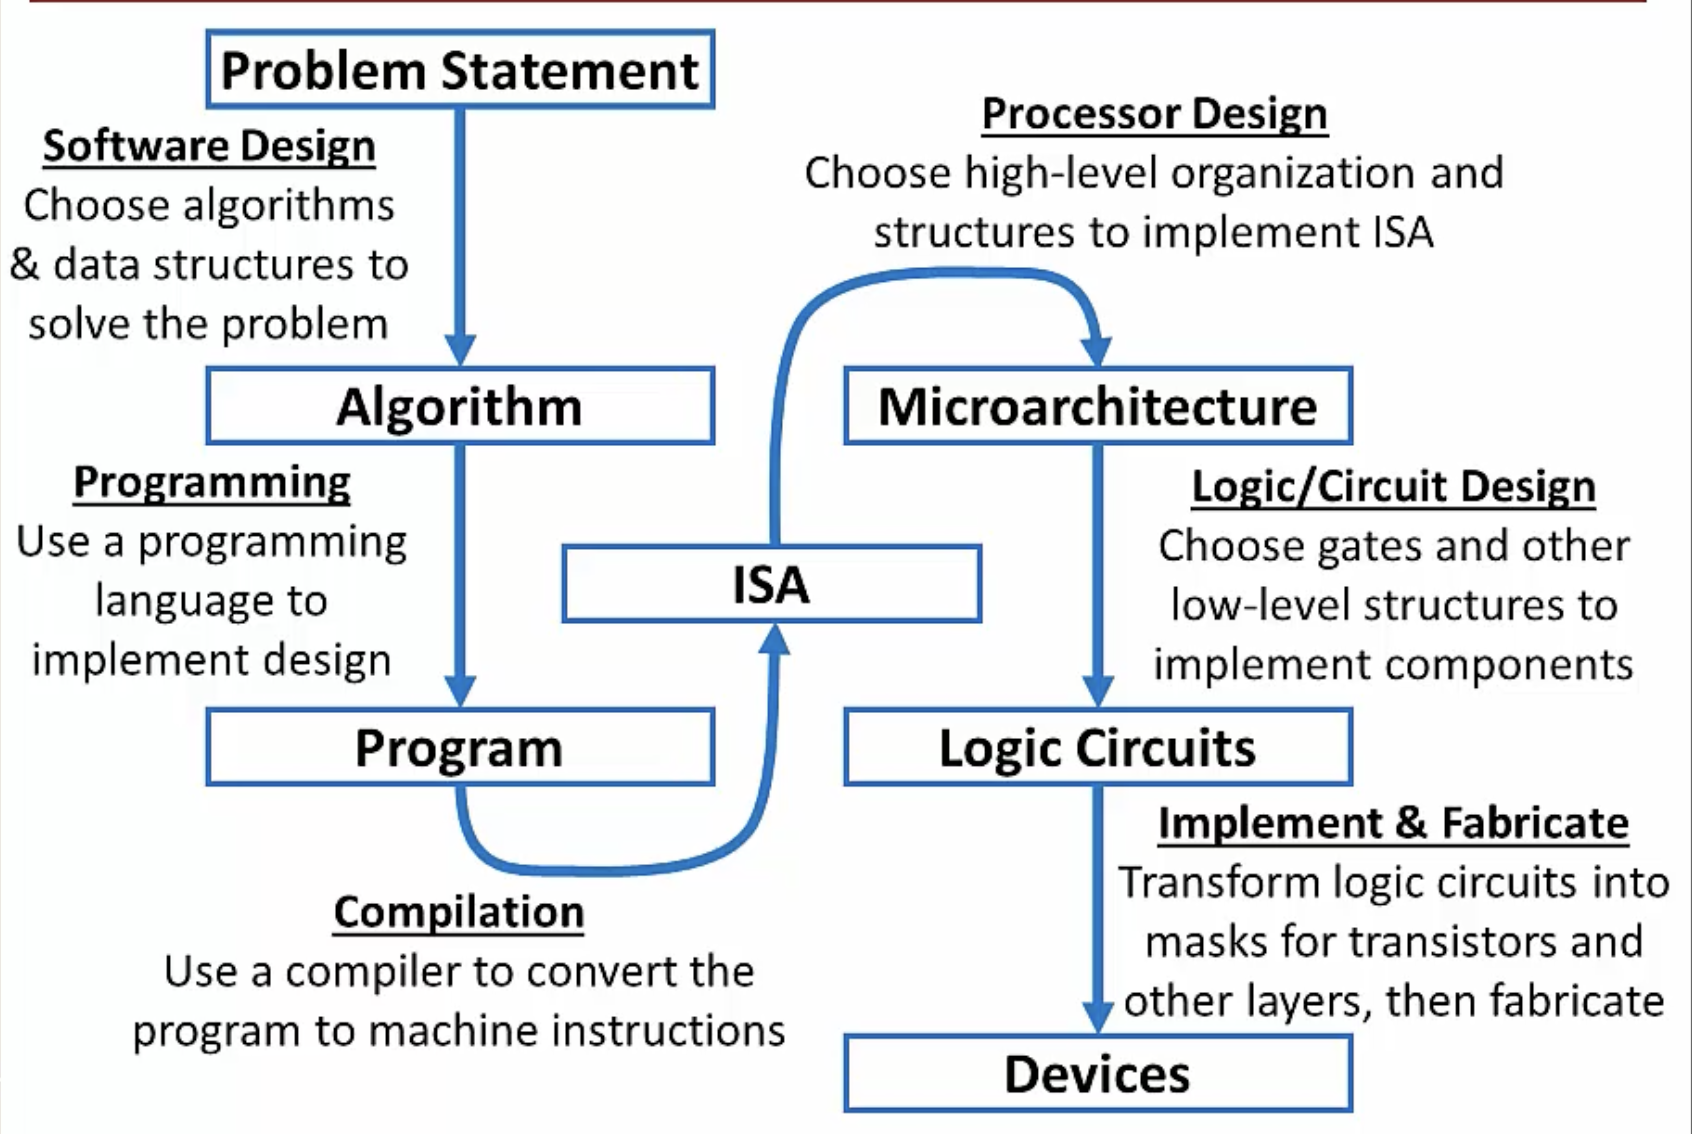 Problem Statement
Software Design
Choose algorithms
& data structures to
solve the problem
Algorithm
Programming
Use a programming
language to
implement design
Program
Compilation
Use a compiler to convert the
program to machine instructions
ISA
Processor Design
Choose high-level organization and
structures to implement ISA
Microarchitecture
Logic/Circuit Design
Choose gates and other
low-level structures to
implement components
Logic Circuits
Implement & Fabricate
Transform logic circuits into
masks for transistors and
other layers, then fabricate
Devices